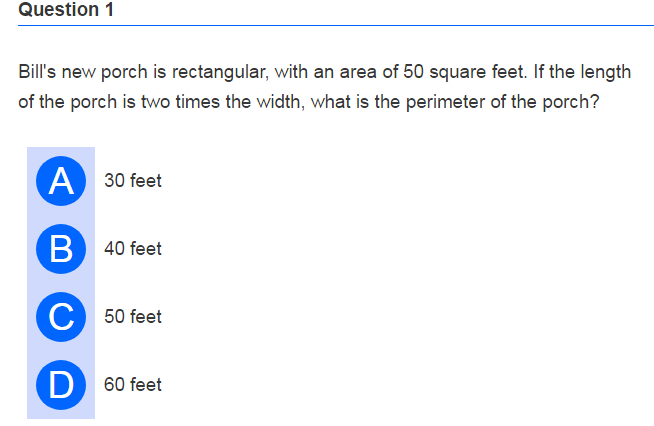 Question 1
Bill's new porch is rectangular, with an area of 50 square feet. If the length
of the porch is two times the width, what is the perimeter of the porch?
A 30 feet
B 40 feet
C 50 feet
D 60 feet